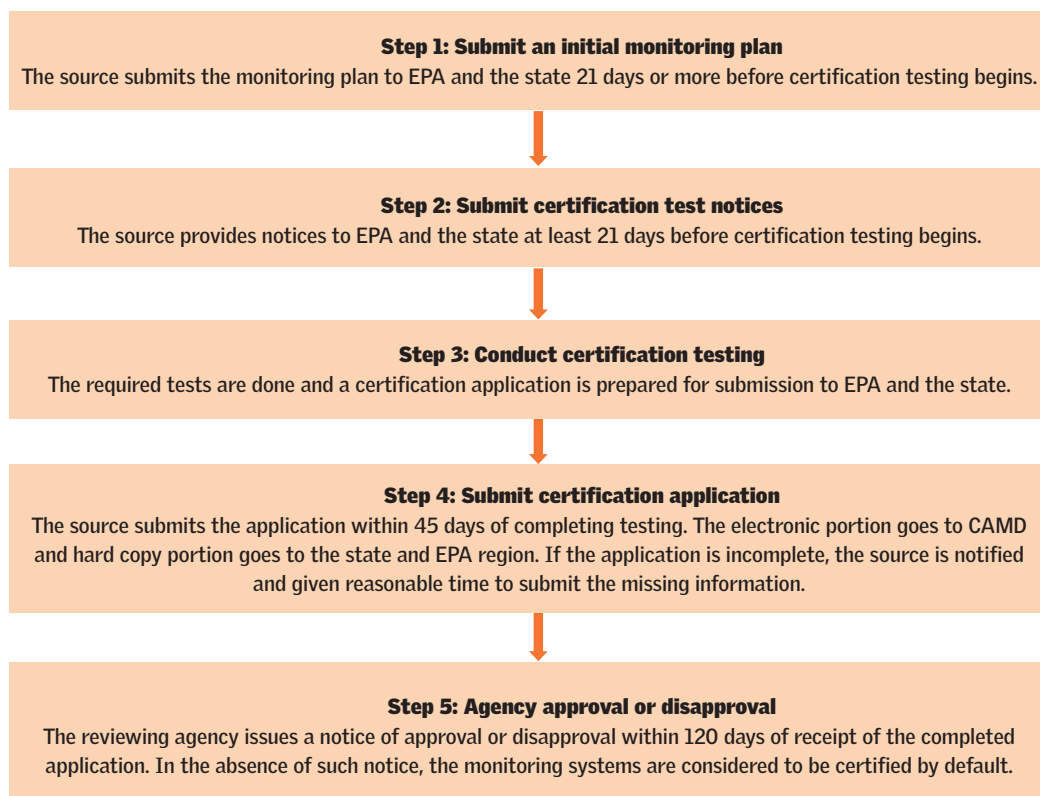 Step 1: Submit an initial monitoring plan
The source submits the monitoring plan to EPA and the state 21 days or more before certification testing begins.
Step 2: Submit certification test notices
The source provides notices to EPA and the state at least 21 days before certification testing begins.
Step 3: Conduct certification testing
The required tests are done and a certification application is prepared for submission to EPA and the state.
Step 4: Submit certification application
The source submits the application within 45 days of completing testing. The electronic portion goes to CAMD
and hard copy portion goes to the state and EPA region. If the application is incomplete, the source is notified
and given reasonable time to submit the missing information.
Step 5: Agency approval or disapproval
The reviewing agency issues a notice of approval or disapproval within 120 days of receipt of the completed
application. In the absence of such notice, the monitoring systems are considered to be certified by default.